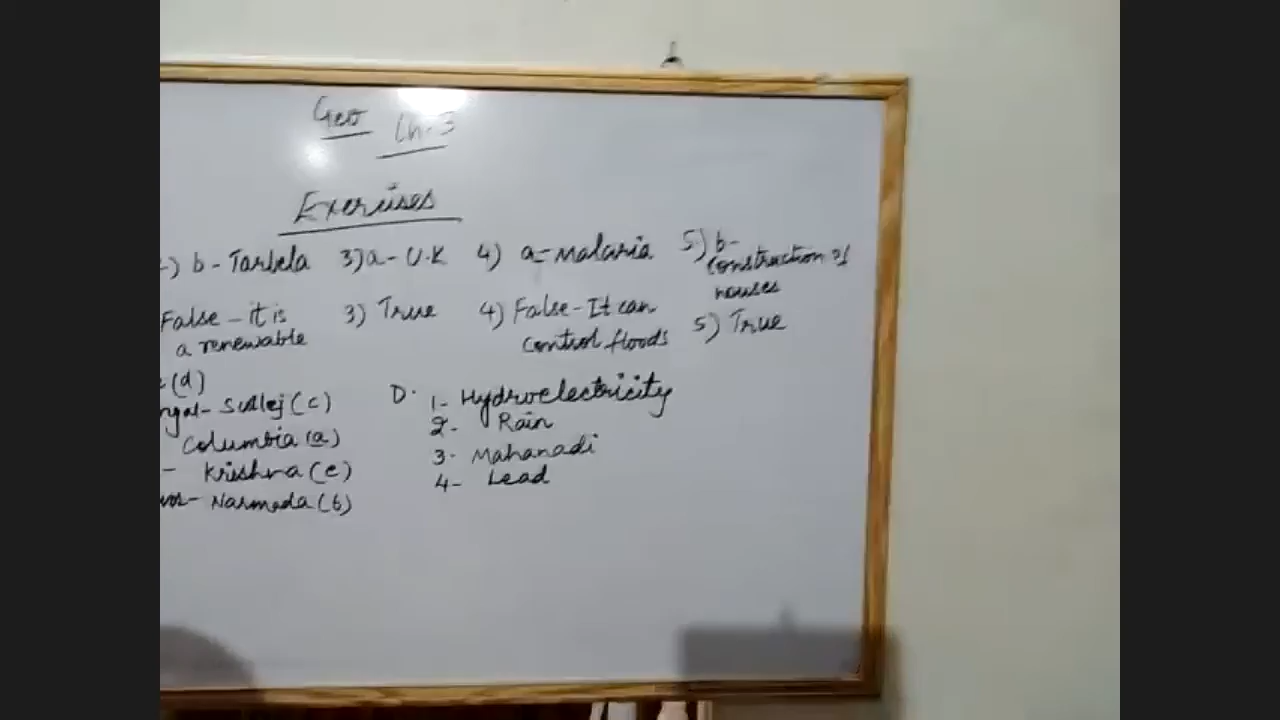 Geo Ch.3
Exercises
b - Tarbela 3) a - U.K 4) a - Malaria 5) b - construction of houses
False - it is a renewable 3) True 4) False - It can control floods 5) True
(d)
Sutlej (c)
Columbia (a)
- Krishna (e)
Narmada (b)
D. 1- Hydroelectricity
2- Rain
3- Mahanadi
4- Lead